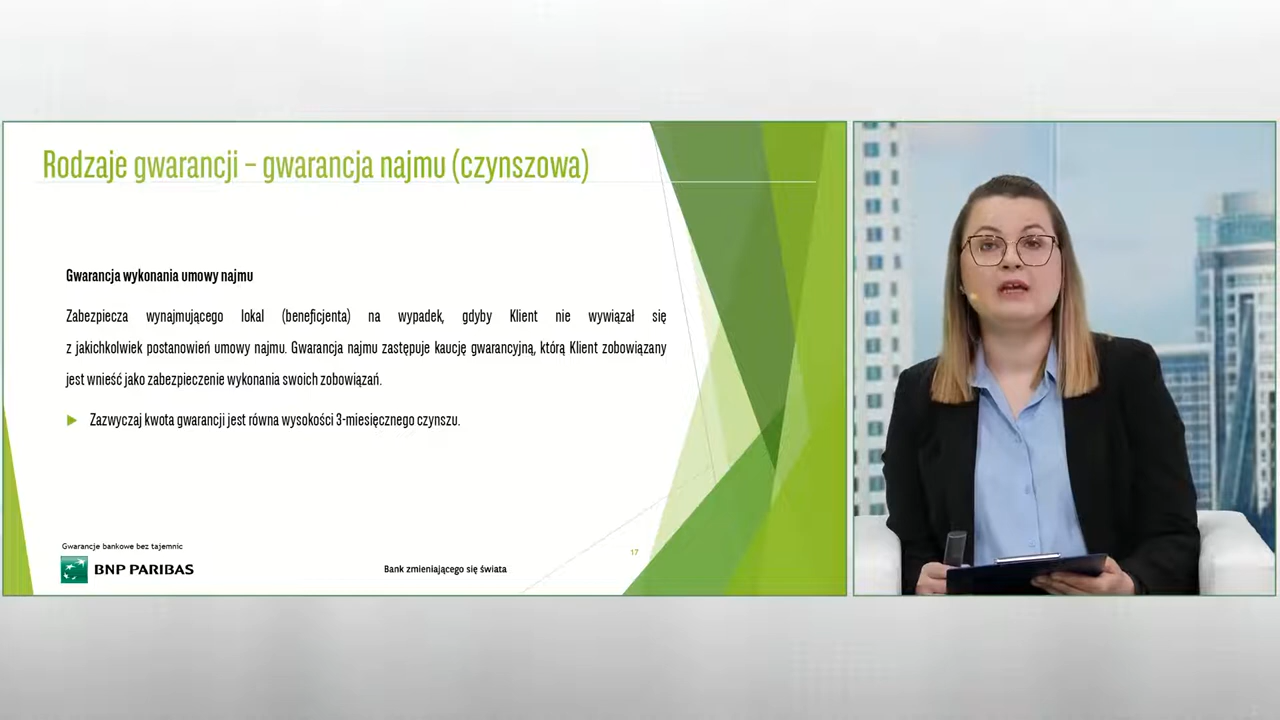 Rodzaje gwarancji – gwarancja najmu (czynszowa)
Gwarancja wykonania umowy najmu
Zabezpiecza wynajmującego lokal (beneficjenta) na wypadek, gdyby Klient nie wywiązał się
z jakichkolwiek postanowień umowy najmu. Gwarancja najmu zastępuje kaucję gwarancyjną, którą Klient zobowiązany
jest wnieść jako zabezpieczenie wykonania swoich zobowiązań.
Zazwyczaj kwota gwarancji jest równa wysokości 3-miesięcznego czynszu.
17
Gwarancje bankowe bez tajemnic
BNP PARIBAS
Bank zmieniającego się świata